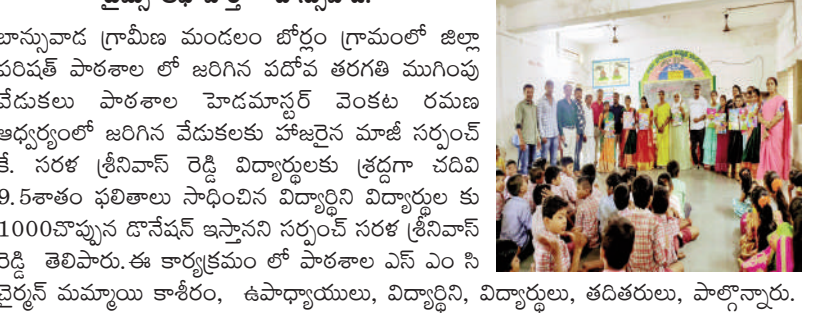 బాన్సువాడ గ్రామీణ మండలం బోర్లం గ్రామంలో జిల్లా
పరిషత్ పాఠశాల లో జరిగిన పదోవ తరగతి ముగింపు
వేడుకలు పాఠశాల హెడమాస్టర్ వెంకట రమణ
ఆధ్వర్యంలో జరిగిన వేడుకలకు హాజరైన మాజీ సర్పంచ్
కే. సరళ శ్రీనివాస్ రెడ్డి విద్యార్థులకు శ్రద్దగా చదివి
9.5శాతం ఫలితాలు సాధించిన విద్యార్థిని విద్యార్థుల కు
1000చొప్పున డొనేషన్ ఇస్తానని సర్పంచ్ సరళ శ్రీనివాస్
రెడ్డి తెలిపారు.ఈ కార్యక్రమం లో పాఠశాల ఎస్ ఎం సి
చైర్మన్ మమ్మాయి కాశీరం, ఉపాధ్యాయులు, విద్యార్థిని, విద్యార్థులు, తదితరులు, పాల్గొన్నారు.